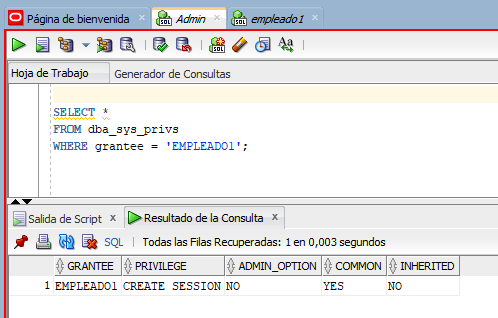 Página de bienvenida Admin empleado1
Hoja de Trabajo Generador de Consultas
SELECT *
FROM dba_sys_privs
WHERE grantee = 'EMPLEADO1';
Salida de Script Resultado de la Consulta
SQL Todas las Filas Recuperadas: 1 en 0,003 segundos
GRANTEE PRIVILEGE ADMIN_OPTION COMMON INHERITED
1 EMPLEADO1 CREATE SESSION NO YES NO